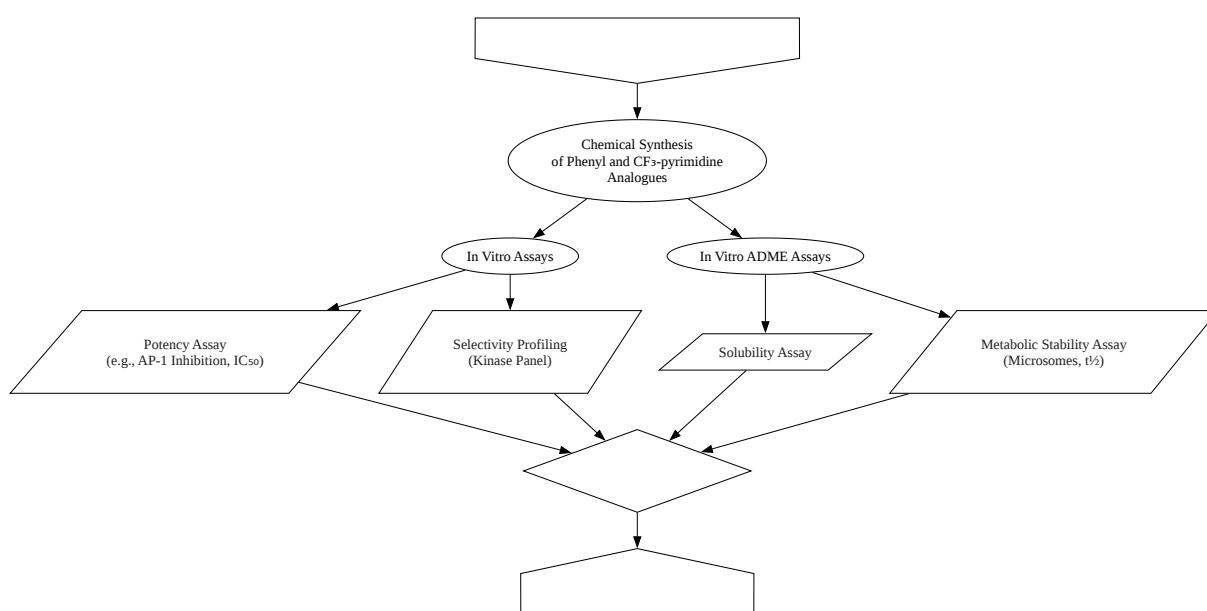 Chemical Synthesis
of Phenyl and CF₃-pyrimidine
Analogues
In Vitro Assays
In Vitro ADME Assays
Potency Assay
(e.g., AP-1 Inhibition, IC₅₀)
Selectivity Profiling
(Kinase Panel)
Solubility Assay
Metabolic Stability Assay
(Microsomes, t½)